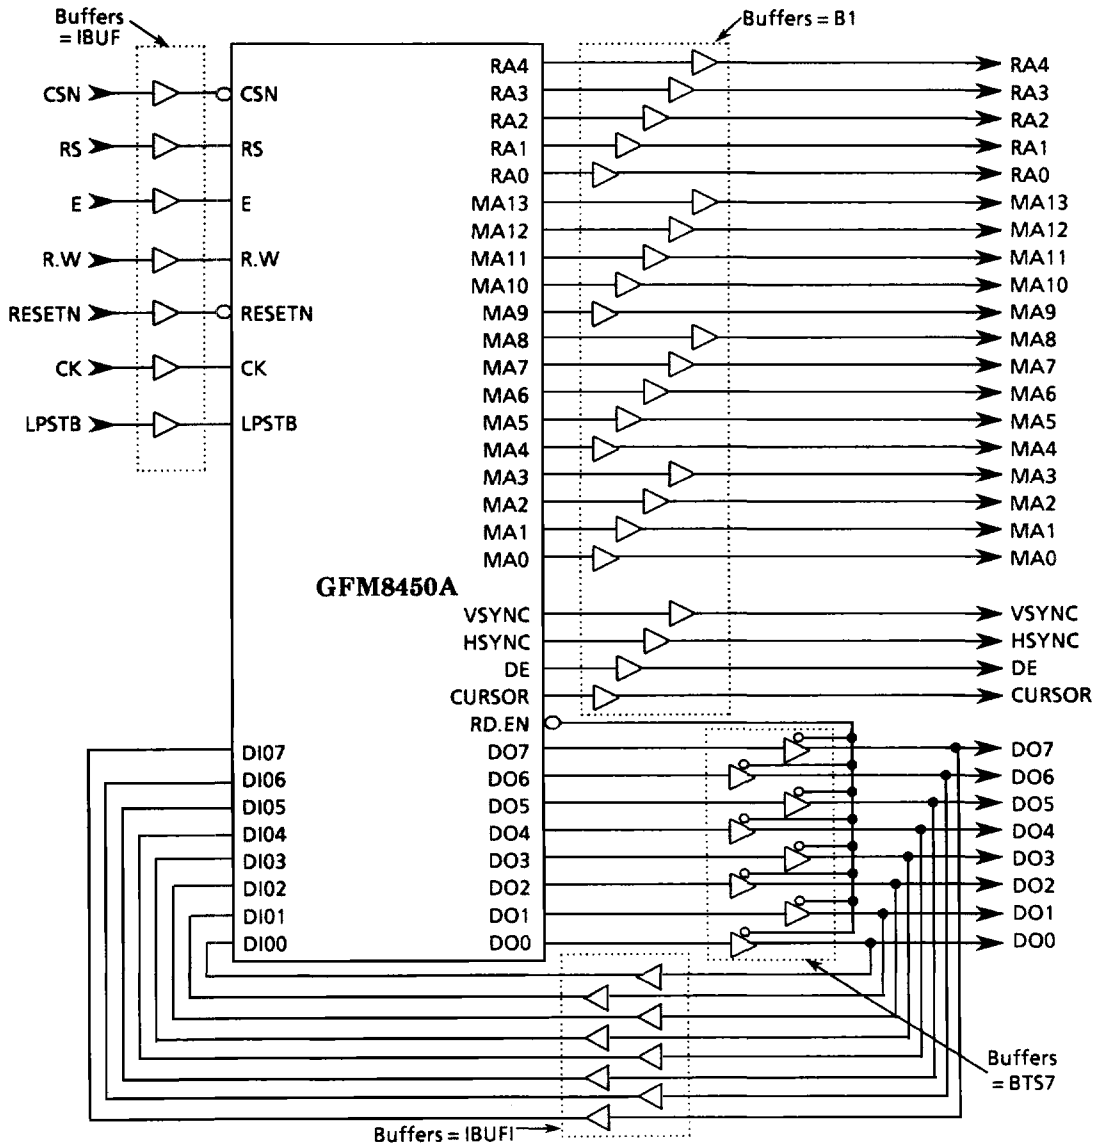 Buffers
= IBUF
Buffers = B1
CSN
CSN
RA4
RA4
RA3
RA3
RA2
RA2
RS
RS
RA1
RA1
RA0
RA0
E
E
MA13
MA13
MA12
MA12
R.W
R.W
MA11
MA11
MA10
MA10
RESETN
RESETN
MA9
MA9
MA8
MA8
CK
CK
MA7
MA7
MA6
MA6
LPSTB
LPSTB
MA5
MA5
MA4
MA4
MA3
MA3
MA2
MA2
MA1
MA1
MA0
MA0
GFM8450A
VSYNC
VSYNC
HSYNC
HSYNC
DE
DE
CURSOR
CURSOR
RD.EN
DI07
DO7
DO7
DI06
DO6
DO6
DI05
DO5
DO5
DI04
DO4
DO4
DI03
DO3
DO3
DI02
DO2
DO2
DI01
DO1
DO1
DI00
DO0
DO0
Buffers
= BTS7
Buffers = IBUFI